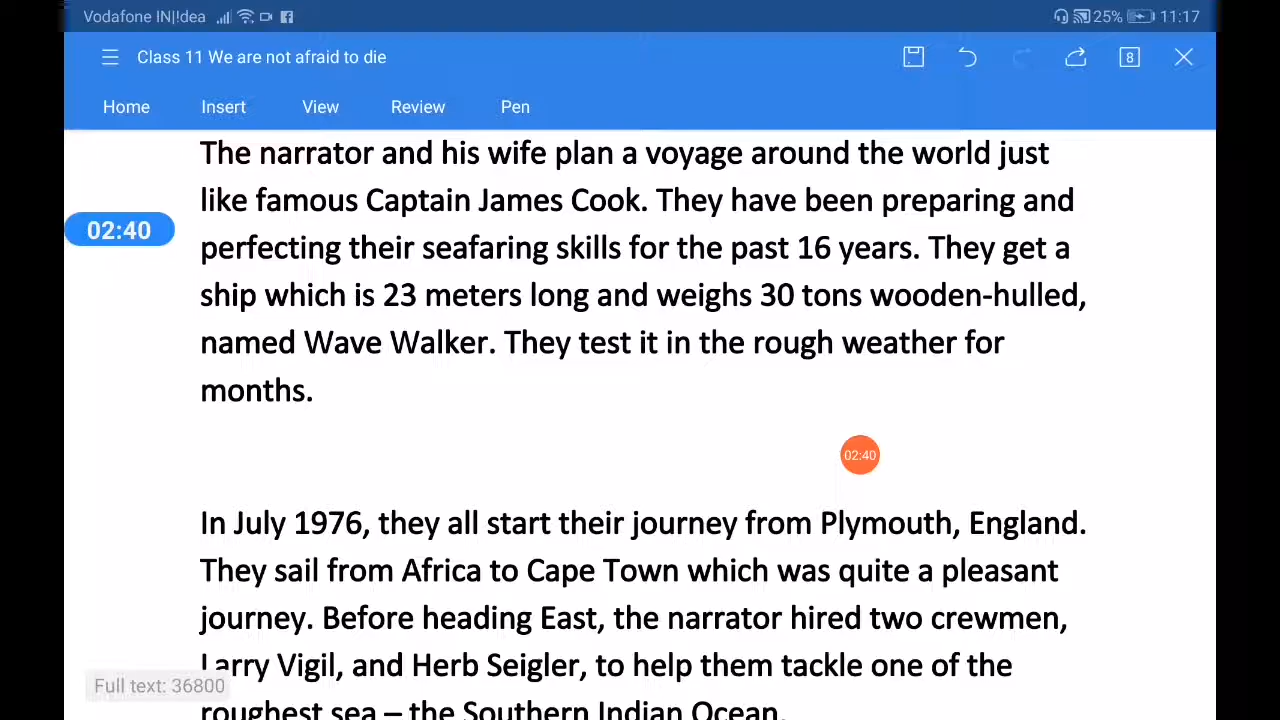 Vodafone IN|!dea 25% 11:17
Class 11 We are not afraid to die 8
Home Insert View Review Pen
The narrator and his wife plan a voyage around the world just
like famous Captain James Cook. They have been preparing and
02:40
perfecting their seafaring skills for the past 16 years. They get a
ship which is 23 meters long and weighs 30 tons wooden-hulled,
named Wave Walker. They test it in the rough weather for
months.
02:40
In July 1976, they all start their journey from Plymouth, England.
They sail from Africa to Cape Town which was quite a pleasant
journey. Before heading East, the narrator hired two crewmen,
Larry Vigil, and Herb Seigler, to help them tackle one of the
Full text: 36800
roughest sea – the Southern Indian Ocean.